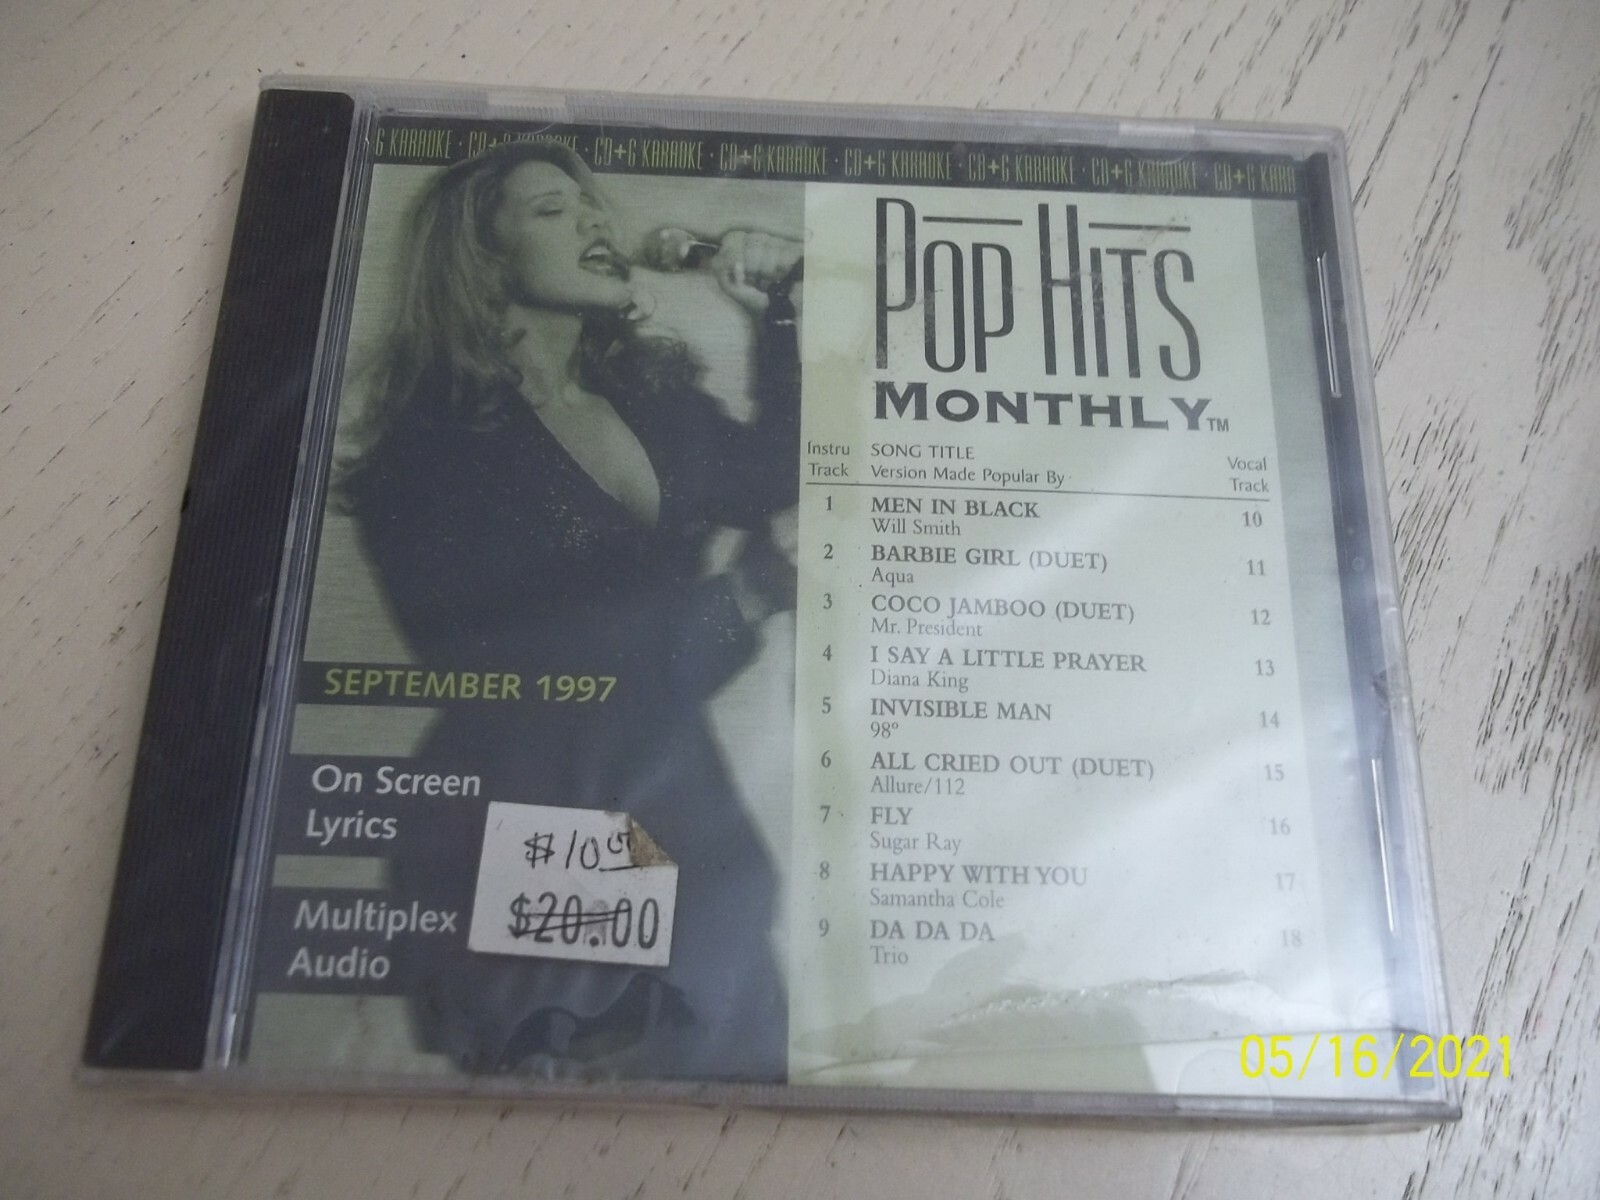 G KARAOKE · CD+G KARAOKE · CD+G KARAOKE · CD+G KARAOKE · CD+G KARAOKE · CD+G KARAOKE · CD+G KARAOKE · CD+G KARA
POP HITS
MONTHLY™
Instru Track SONG TITLE
Version Made Popular By Vocal Track
1 MEN IN BLACK 10
Will Smith
2 BARBIE GIRL (DUET) 11
Aqua
3 COCO JAMBOO (DUET) 12
Mr. President
4 I SAY A LITTLE PRAYER 13
Diana King
5 INVISIBLE MAN 14
98°
6 ALL CRIED OUT (DUET) 15
Allure/112
7 FLY 16
Sugar Ray
8 HAPPY WITH YOU 17
Samantha Cole
9 DA DA DA 18
Trio
SEPTEMBER 1997
On Screen
Lyrics
Multiplex
Audio
$20.00
05/16/2021